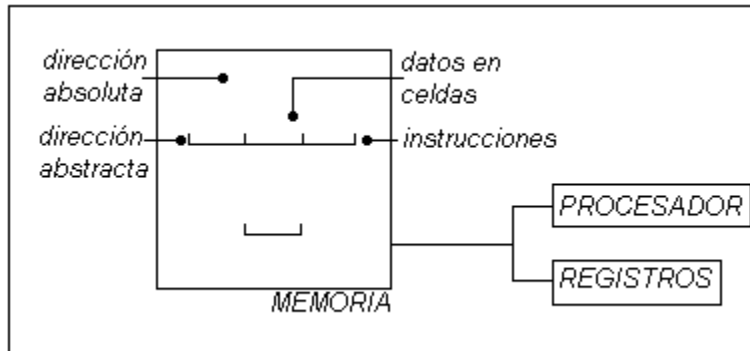 dirección
absoluta
datos en
celdas
dirección
abstracta
instrucciones
PROCESADOR
REGISTROS
MEMORIA